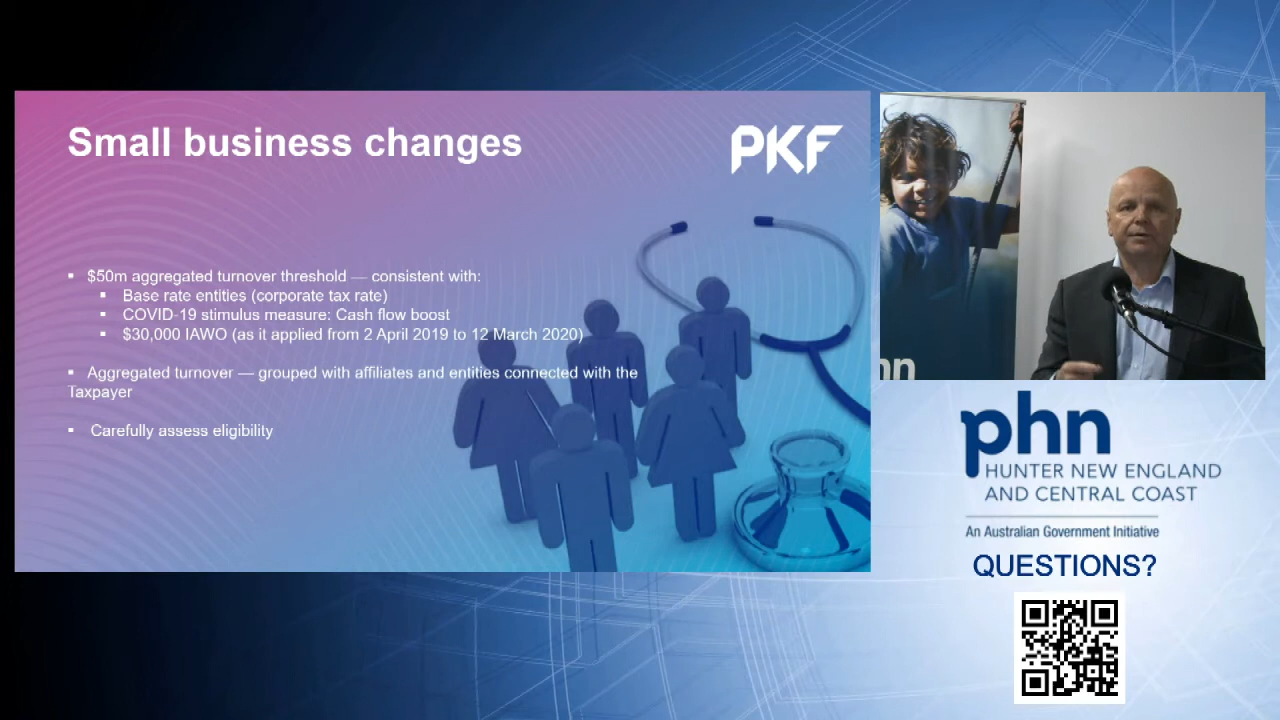 Small business changes
PKF
▪ $50m aggregated turnover threshold — consistent with:
▪ Base rate entities (corporate tax rate)
▪ COVID-19 stimulus measure: Cash flow boost
▪ $30,000 IAWO (as it applied from 2 April 2019 to 12 March 2020)
▪ Aggregated turnover — grouped with affiliates and entities connected with the
Taxpayer
▪ Carefully assess eligibility
hn
phn
HUNTER NEW ENGLAND
AND CENTRAL COAST
An Australian Government Initiative
QUESTIONS?